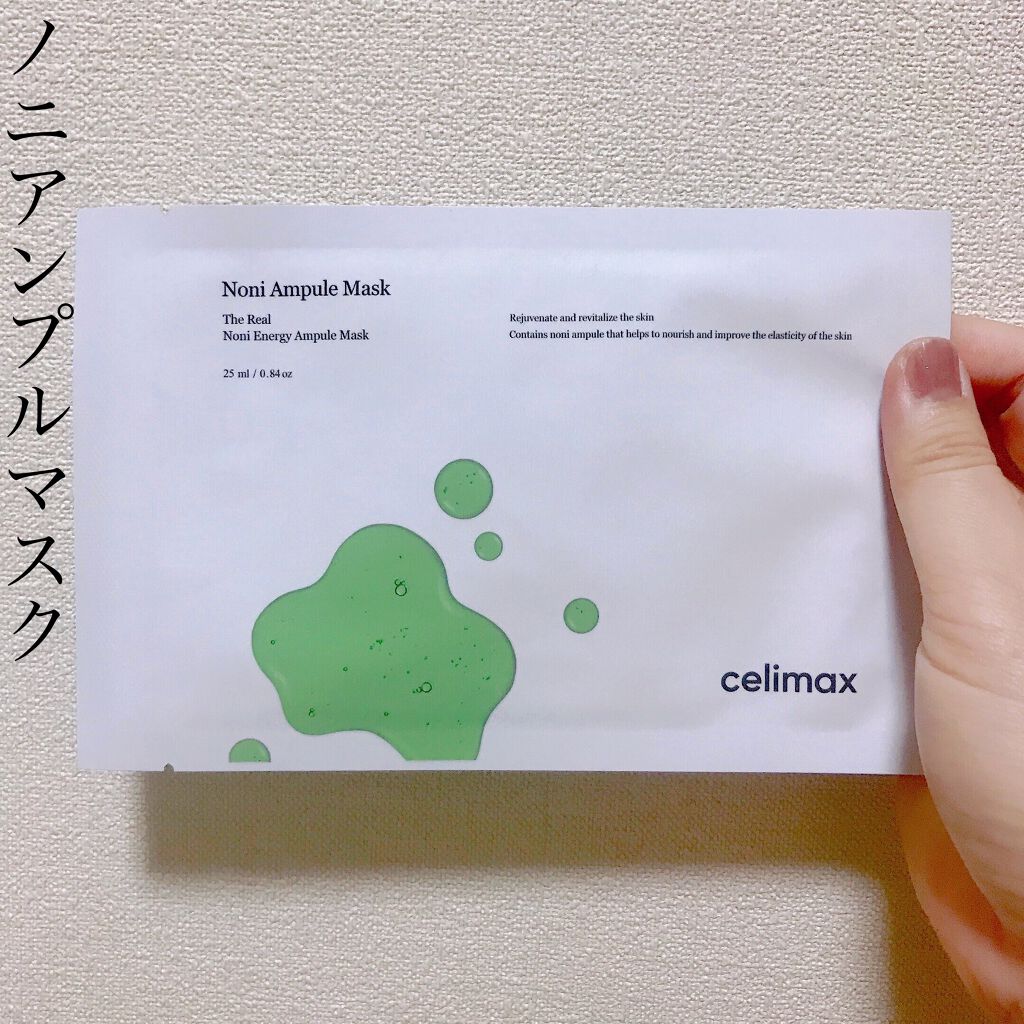 ノニアンプルマスク
Noni Ampule Mask
The Real
Noni Energy Ampule Mask
25 ml / 0.84 oz
Rejuvenate and revitalize the skin
Contains noni ampule that helps to nourish and improve the elasticity of the skin
celimax